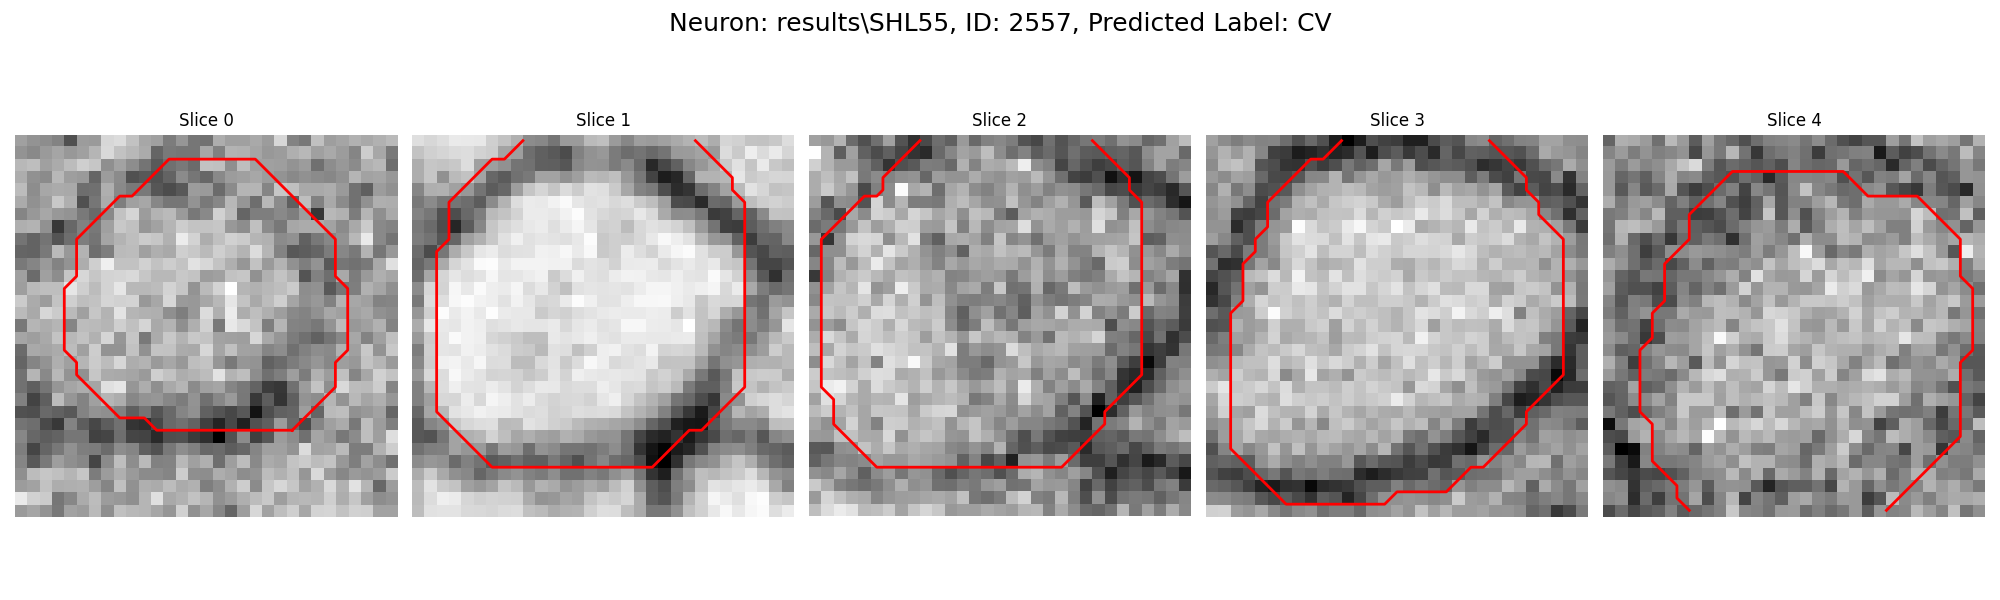 Neuron: results\SHL55, ID: 2557, Predicted Label: CV
Slice 0
Slice 1
Slice 2
Slice 3
Slice 4